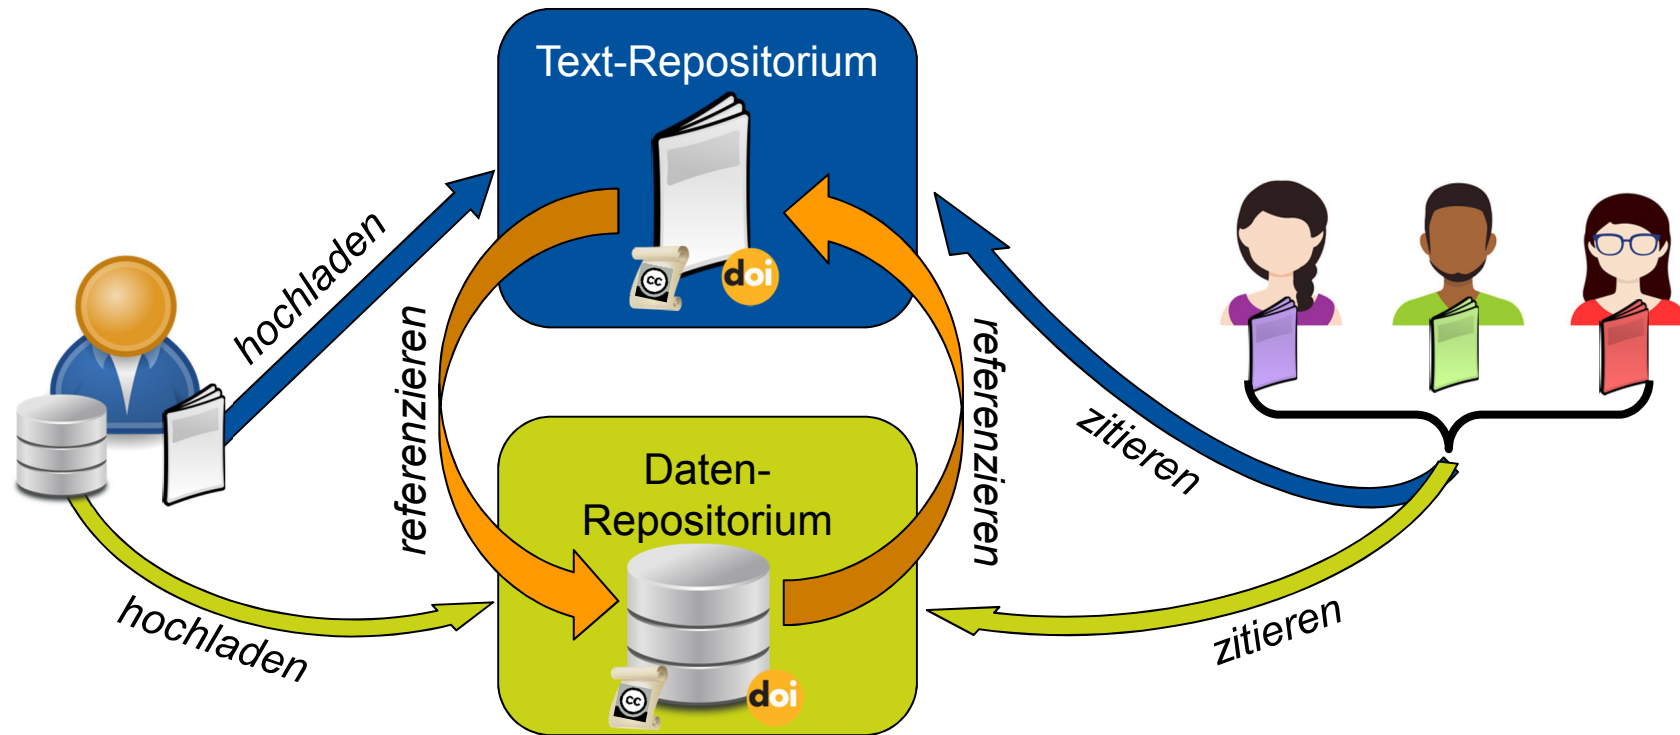 Text-Repositorium
hochladen
cc
doi
referenzieren
referenzieren
zitieren
Daten-
Repositorium
hochladen
zitieren
cc
doi